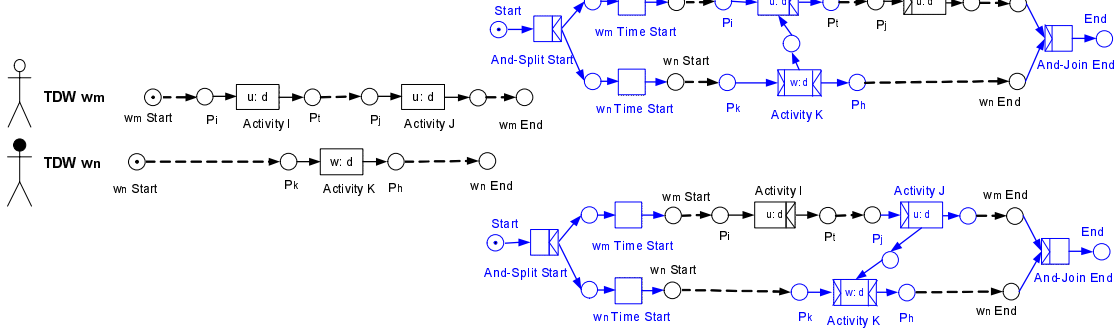 Start
u: d
u: d
wm Time Start
Pi
Pt
Pj
End
And-Split Start
And-Join End
wn Start
w: d
wn Time Start
Pk
Activity K
Ph
wn End
TDW wm
u: d
u: d
wm Start
Pi
Activity I
Pt
Pj
Activity J
wm End
TDW wn
w: d
wn Start
Pk
Activity K
Ph
wn End
Activity I
Activity J
wm Start
wm End
Start
u: d
u: d
End
Pi
Pt
Pj
wm Time Start
And-Split Start
wn Start
And-Join End
w: d
wn Time Start
Pk
Activity K
Ph
wn End